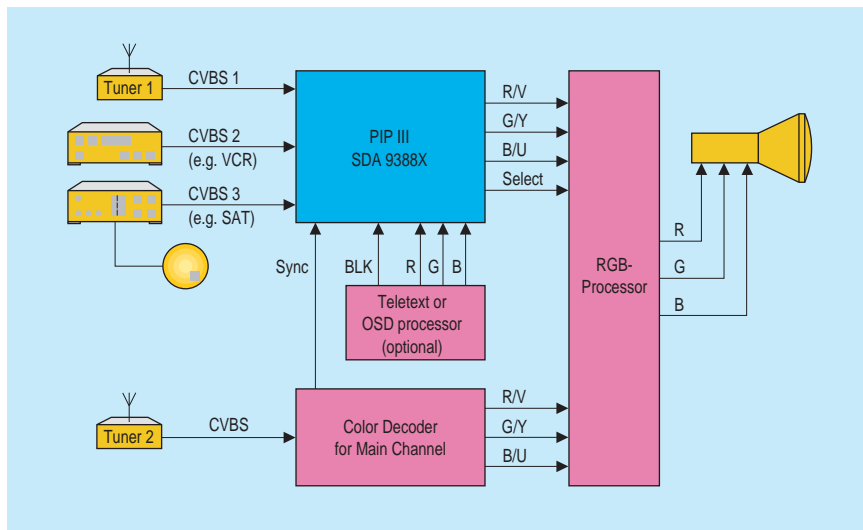 CVBS 1
Tuner 1
CVBS 2
(e.g. VCR)
CVBS 3
(e.g. SAT)
PIP III
SDA 9388X
R/V
G/Y
B/U
Select
Sync
BLK
R
G
B
Teletext or
OSD processor
(optional)
RGB-
Processor
R
G
B
Tuner 2
CVBS
Color Decoder
for Main Channel
R/V
G/Y
B/U